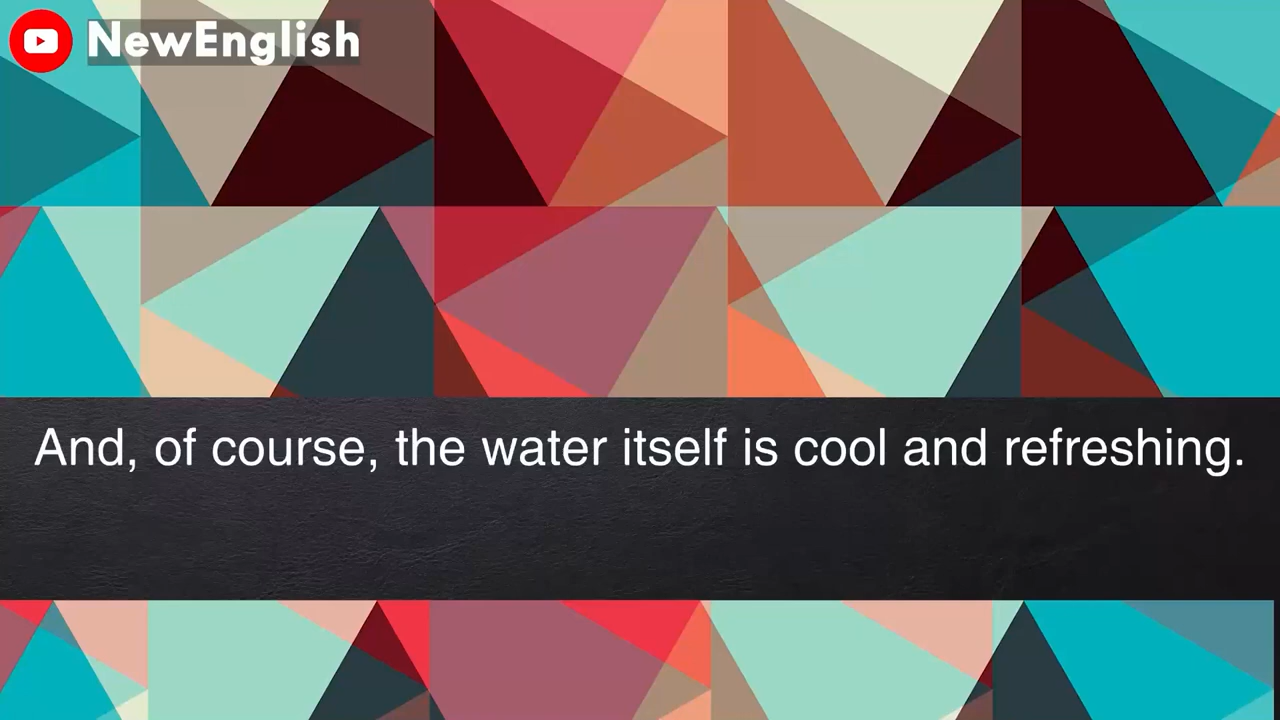 NewEnglish
And, of course, the water itself is cool and refreshing.